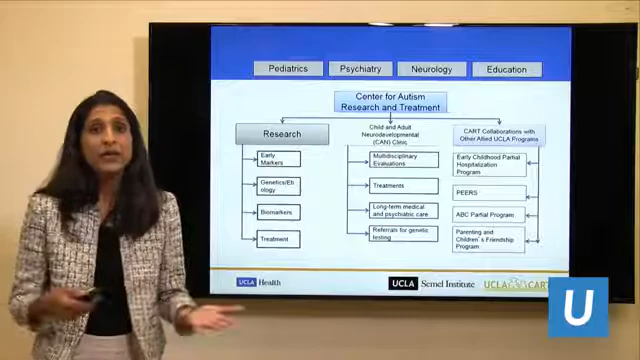 Pediatrics
Psychiatry
Neurology
Education
Center for Autism
Research and Treatment
Research
Early
Markers
Genetics/Eti
ology
Biomarkers
Treatment
Child and Adult
Neurodevelopmental
(CAN) Clinic
Multidisciplinary
Evaluations
Treatments
Long-term medical
and psychiatric care
Referrals for genetic
testing
CART Collaborations with
Other Allied UCLA Programs
Early Childhood Partial
Hospitalization
Program
PEERS
ABC Partial Program
Parenting and
Children's Friendship
Program
UCLA Health
UCLA Semel Institute
UCLA CART
U